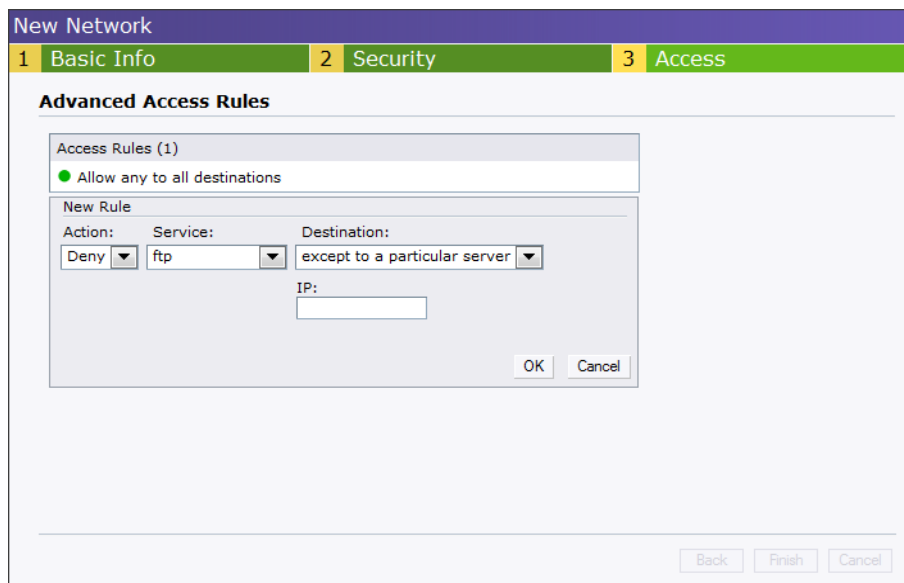 New Network
1 Basic Info 2 Security 3 Access
Advanced Access Rules
Access Rules (1)
Allow any to all destinations
New Rule
Action: Service: Destination:
Deny ftp except to a particular server
IP:
OK Cancel
Back Finish Cancel